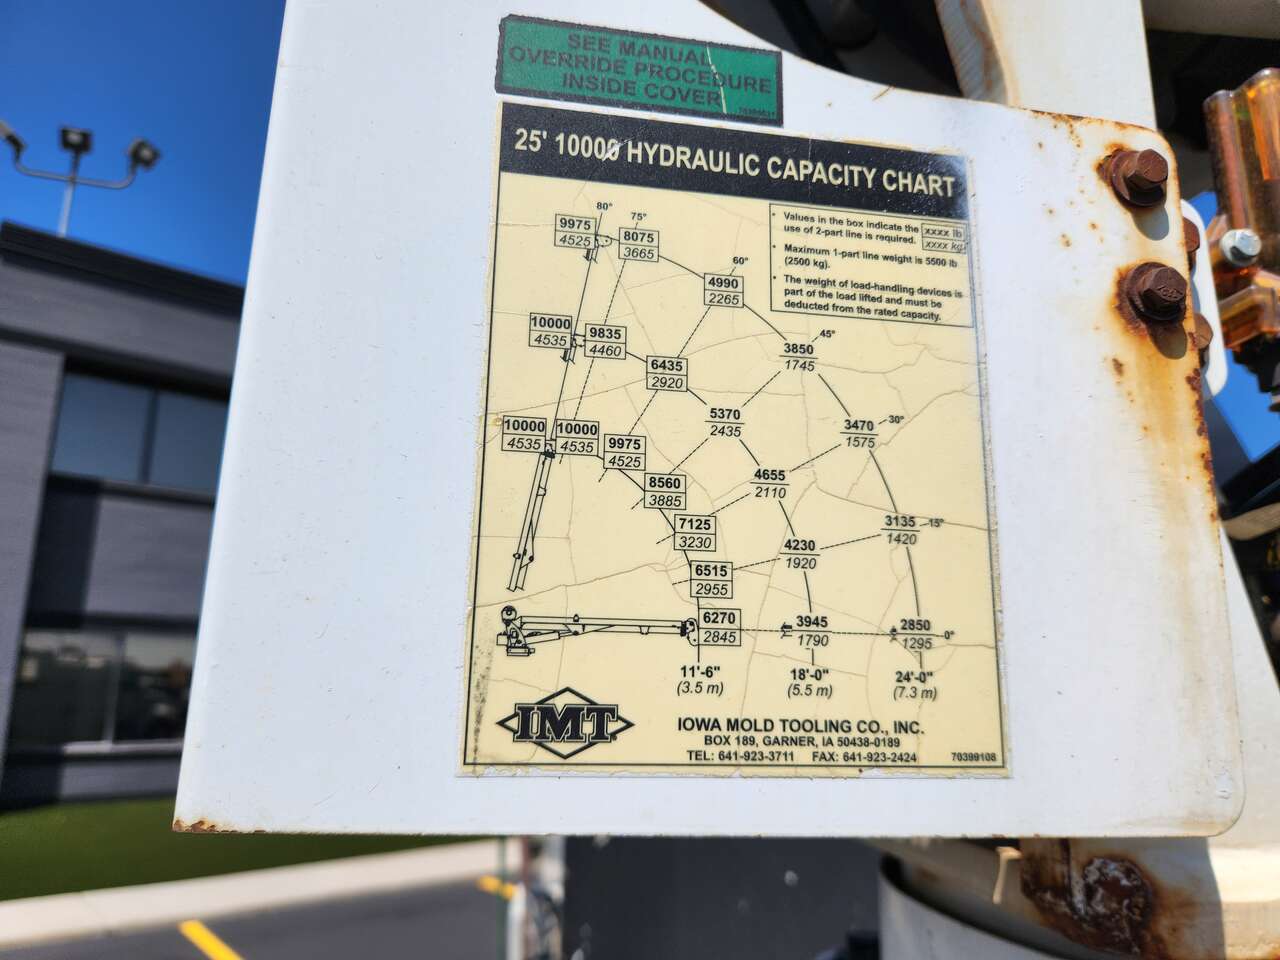 SEE MANUAL
OVERRIDE PROCEDURE
INSIDE COVER
25' 10000 HYDRAULIC CAPACITY CHART
• Values in the box indicate the
use of 2-part line is required.
xxxx lb
xxxx kg
• Maximum 1-part line weight is 5500 lb
(2500 kg).
• The weight of load-handling devices is
part of the load lifted and must be
deducted from the rated capacity.
80°
9975
4525
75°
8075
3665
60°
4990
2265
45°
3850
1745
30°
3470
1575
15°
3135
1420
0°
2850
1295
10000
4535
9835
4460
6435
2920
5370
2435
4655
2110
4230
1920
3945
1790
10000
4535
10000
4535
9975
4525
8560
3885
7125
3230
6515
2955
6270
2845
11'-6"
(3.5 m)
18'-0"
(5.5 m)
24'-0"
(7.3 m)
IMT
IOWA MOLD TOOLING CO., INC.
BOX 189, GARNER, IA 50438-0189
TEL: 641-923-3711 FAX: 641-923-2424
70399108